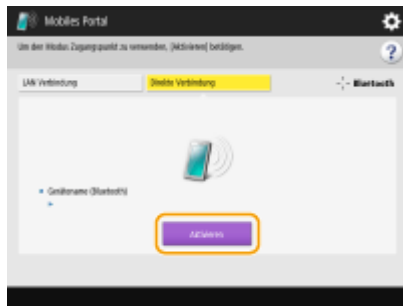 Mobiles Portal
Um den Modus Zugangspunkt zu verwenden, [Aktivieren] betätigen.
?
LAN Verbindung
Direkte Verbindung
Bluetooth
Gerätename (Bluetooth)
Aktivieren